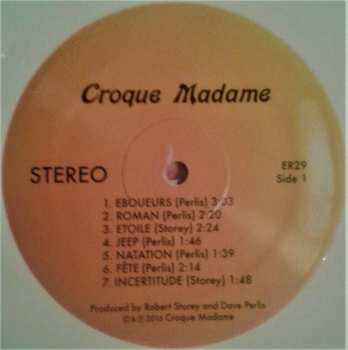 Croque Madame
STEREO
ER29
Side 1
1. EBOUEURS (Perlis) 3:03
2. ROMAN (Perlis) 2:20
3. ETOILE (Storey) 2:24
4. JEEP (Perlis) 1:46
5. NATATION (Perlis) 1:39
6. FÊTE (Perlis) 2:14
7. INCERTITUDE (Storey) 1:48
Produced by Robert Storey and Dave Perlis
©&℗ 2016 Croque Madame